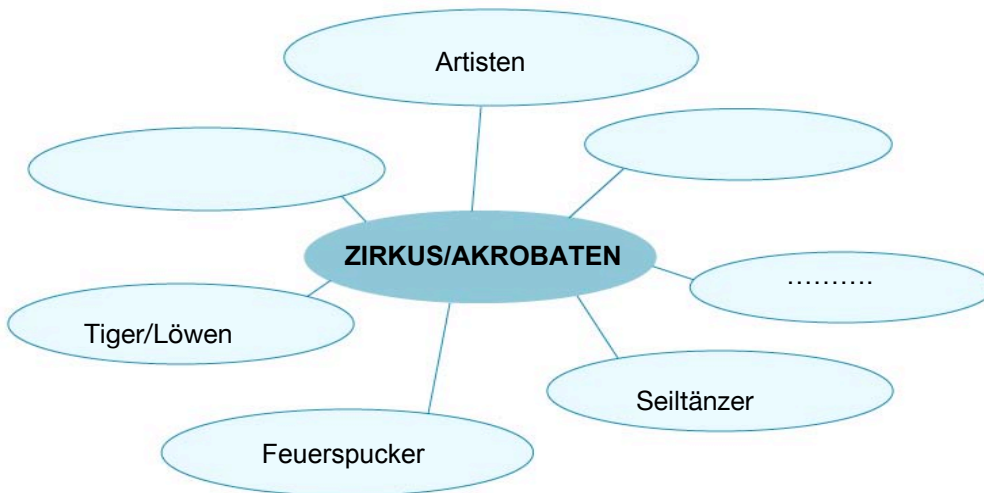 Artisten
ZIRKUS/AKROBATEN
..........
Tiger/Löwen
Seiltänzer
Feuerspucker